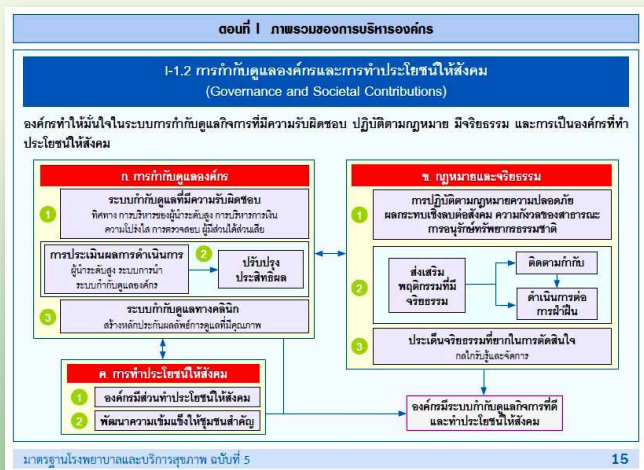 ตอนที่ I ภาพรวมของการบริหารองค์กร
I-1.2 การกำกับดูแลองค์กรและการทำประโยชน์ให้สังคม
(Governance and Societal Contributions)
องค์กรทำให้มั่นใจในระบบการกำกับดูแลกิจการที่มีความรับผิดชอบ ปฏิบัติตามกฎหมาย มีจริยธรรม และการเป็นองค์กรที่ทำ
ประโยชน์ให้สังคม
ก. การกำกับดูแลองค์กร
1
ระบบกำกับดูแลที่มีความรับผิดชอบ
ทิศทาง การบริหารของผู้นำระดับสูง การบริหารการเงิน
ความโปร่งใส การตรวจสอบ ผู้มีส่วนได้ส่วนเสีย
การประเมินผลการดำเนินการ
ผู้นำระดับสูง ระบบการนำ
ระบบกำกับดูแลองค์กร
2
ปรับปรุง
ประสิทธิผล
3
ระบบกำกับดูแลทางคลินิก
สร้างหลักประกันผลลัพธ์การดูแลที่มีคุณภาพ
ข. กฎหมายและจริยธรรม
1
การปฏิบัติตามกฎหมายความปลอดภัย
ผลกระทบเชิงลบต่อสังคม ความกังวลของสาธารณะ
การอนุรักษ์ทรัพยากรธรรมชาติ
2
ส่งเสริม
พฤติกรรมที่มี
จริยธรรม
ติดตามกำกับ
ดำเนินการต่อ
การฝ่าฝืน
3
ประเด็นจริยธรรมที่ยากในการตัดสินใจ
กลไกรับรู้และจัดการ
ค. การทำประโยชน์ให้สังคม
1
องค์กรมีส่วนทำประโยชน์ให้สังคม
2
พัฒนาความเข้มแข็งให้ชุมชนสำคัญ
องค์กรมีระบบกำกับดูแลกิจการที่ดี
และทำประโยชน์ให้สังคม
มาตรฐานโรงพยาบาลและบริการสุขภาพ ฉบับที่ 5
15